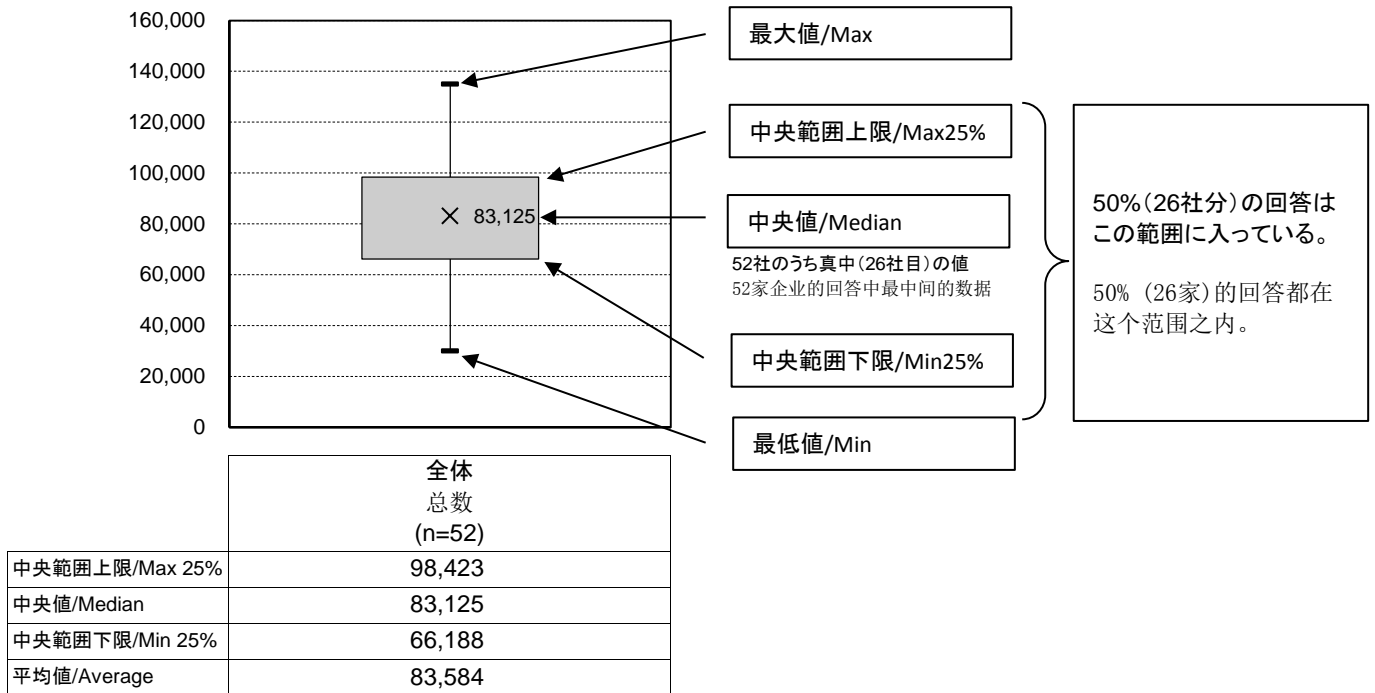 160,000
140,000
120,000
100,000
80,000
60,000
40,000
20,000
0
83,125
最大値/Max
中央範囲上限/Max25%
中央値/Median
52社のうち真中(26社目)の値
52家企业的回答中最中间的数据
中央範囲下限/Min25%
最低値/Min
50%(26社分)の回答は
この範囲に入っている。
50% (26家)的回答都在
这个范围之内。
全体
总数
(n=52)
中央範囲上限/Max 25% 98,423
中央値/Median 83,125
中央範囲下限/Min 25% 66,188
平均値/Average 83,584